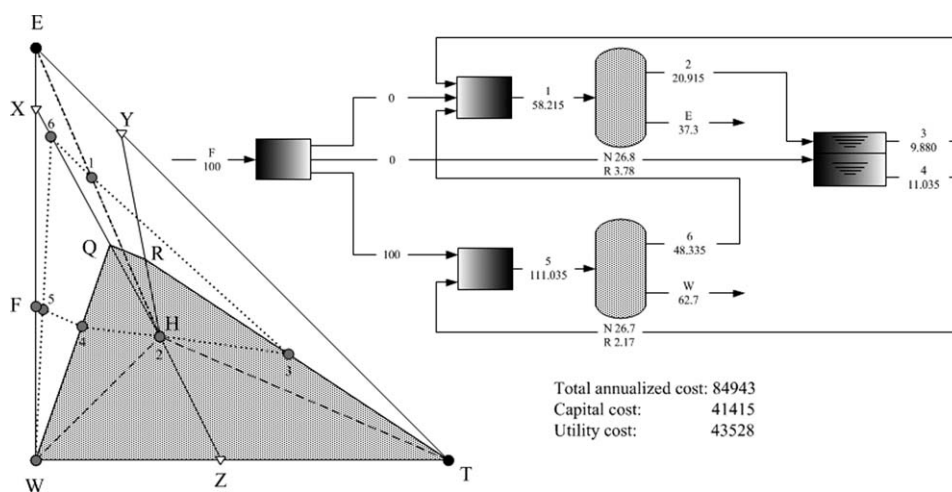 E
X
Y
6
1
Q
R
F
5
4
H
2
3
W
Z
T
F
100
0
0
100
1
58.215
2
20.915
E
37.3
N 26.8
R 3.78
3
9.880
4
11.035
5
111.035
6
48.335
W
62.7
N 26.7
R 2.17
Total annualized cost: 84943
Capital cost: 41415
Utility cost: 43528